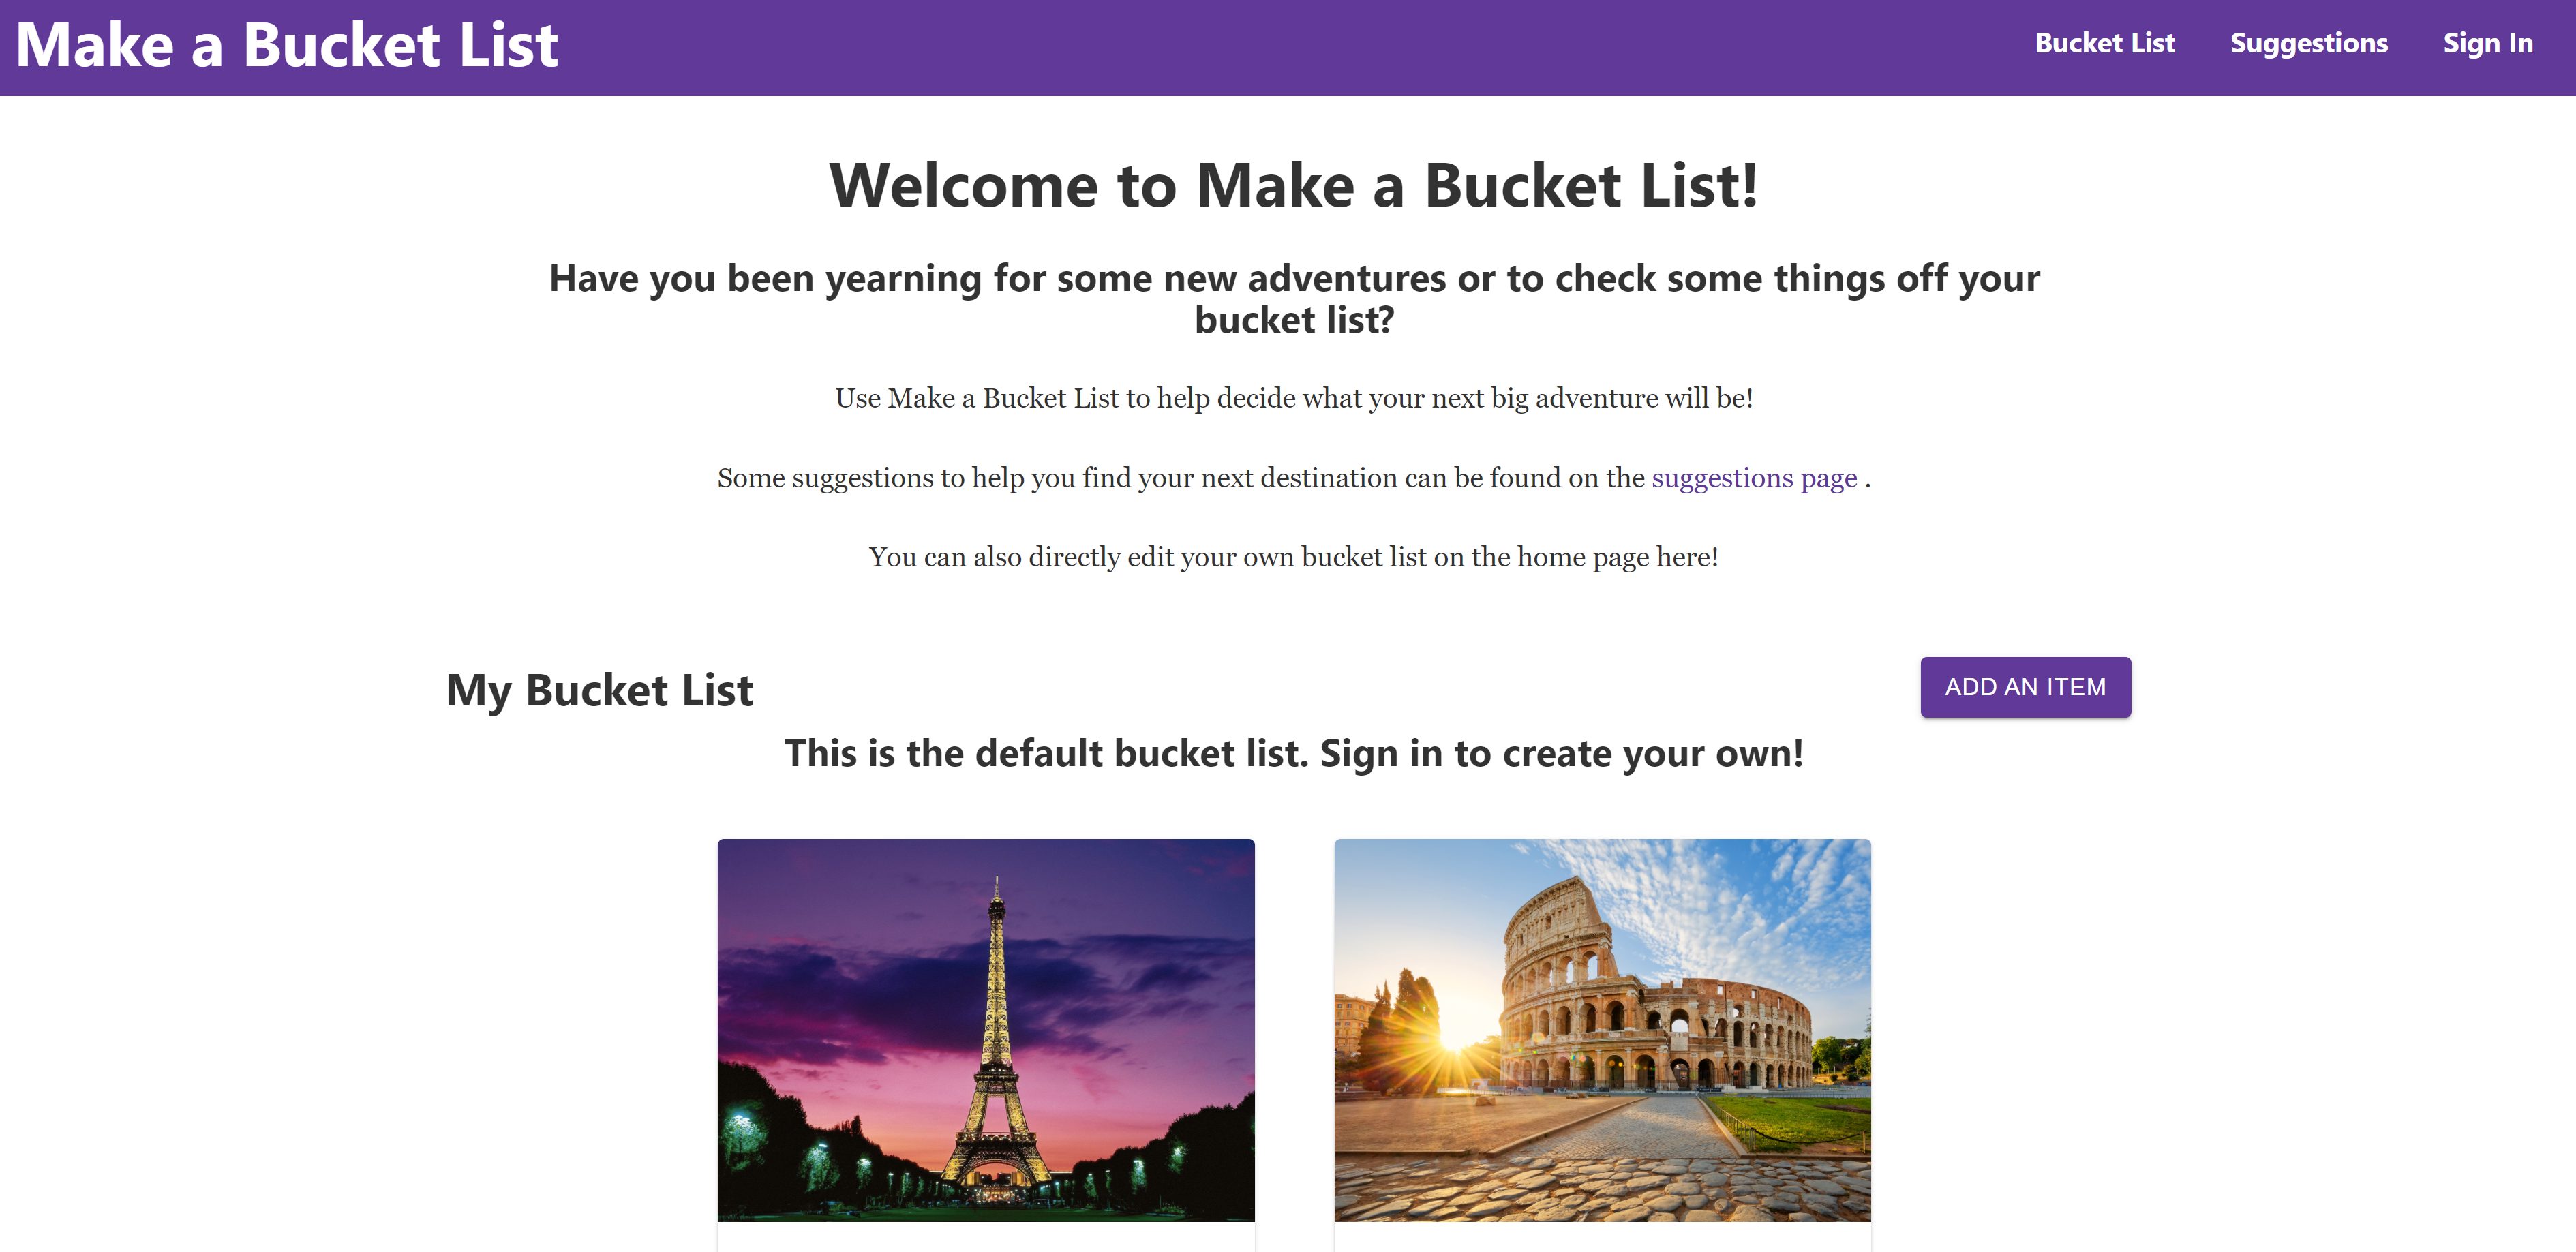 Make a Bucket List
Bucket List Suggestions Sign In
Welcome to Make a Bucket List!
Have you been yearning for some new adventures or to check some things off your
bucket list?
Use Make a Bucket List to help decide what your next big adventure will be!
Some suggestions to help you find your next destination can be found on the suggestions page .
You can also directly edit your own bucket list on the home page here!
My Bucket List
ADD AN ITEM
This is the default bucket list. Sign in to create your own!